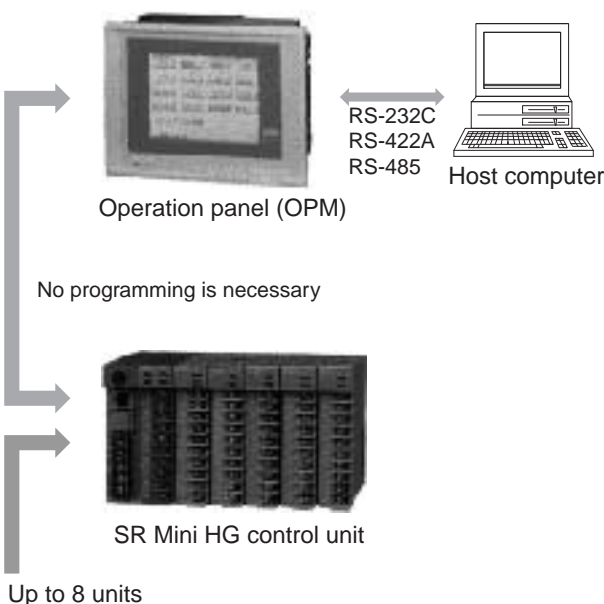 RS-232C
RS-422A
RS-485
Host computer
Operation panel (OPM)
No programming is necessary
SR Mini HG control unit
Up to 8 units